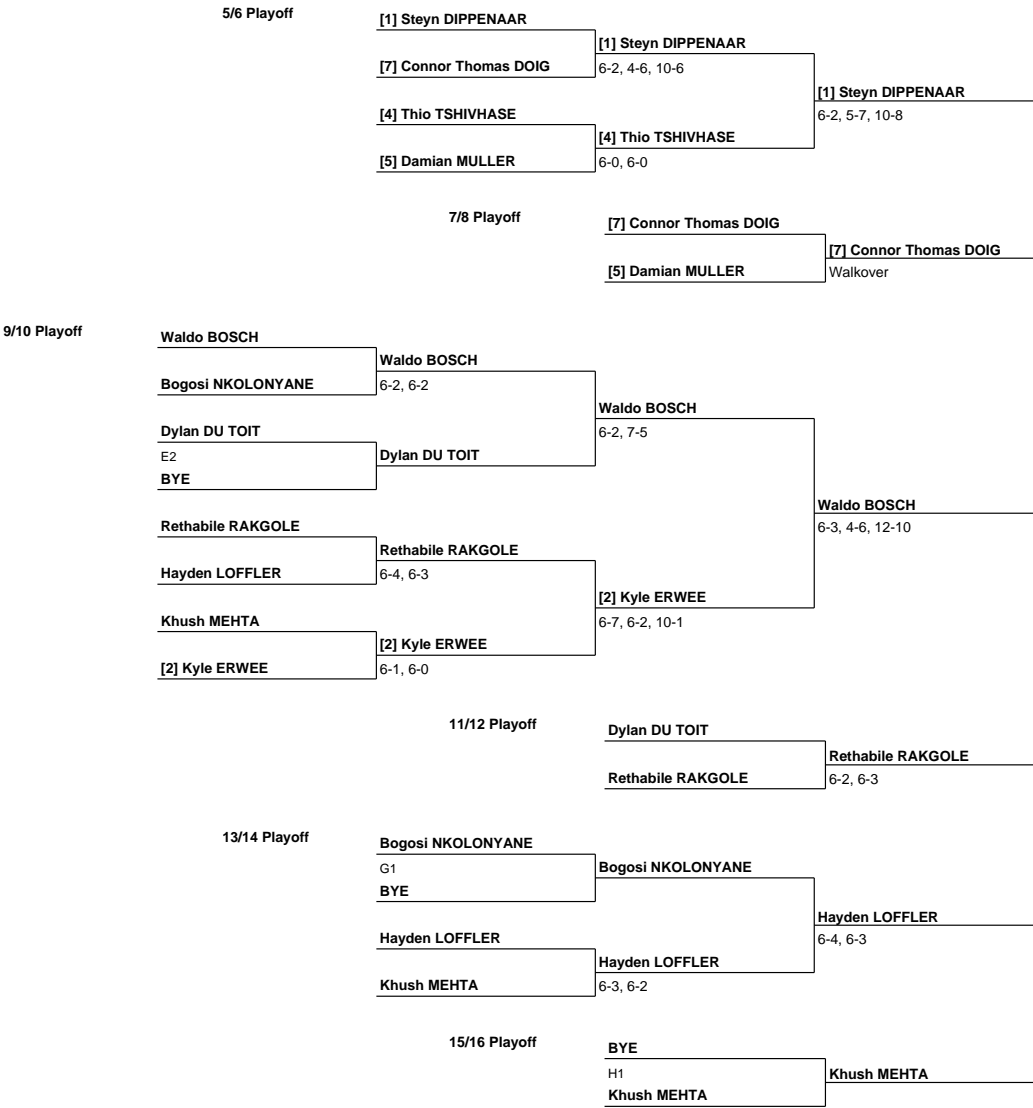 5/6 Playoff
[1] Steyn DIPPENAAR
[1] Steyn DIPPENAAR
[7] Connor Thomas DOIG
6-2, 4-6, 10-6
[1] Steyn DIPPENAAR
[4] Thio TSHIVHASE
6-2, 5-7, 10-8
[4] Thio TSHIVHASE
[5] Damian MULLER
6-0, 6-0
7/8 Playoff
[7] Connor Thomas DOIG
[7] Connor Thomas DOIG
[5] Damian MULLER
Walkover
9/10 Playoff
Waldo BOSCH
Waldo BOSCH
Bogosi NKOLONYANE
6-2, 6-2
Waldo BOSCH
Dylan DU TOIT
6-2, 7-5
E2
Dylan DU TOIT
BYE
Waldo BOSCH
Rethabile RAKGOLE
6-3, 4-6, 12-10
Rethabile RAKGOLE
Hayden LOFFLER
6-4, 6-3
[2] Kyle ERWEE
Khush MEHTA
6-7, 6-2, 10-1
[2] Kyle ERWEE
[2] Kyle ERWEE
6-1, 6-0
11/12 Playoff
Dylan DU TOIT
Rethabile RAKGOLE
Rethabile RAKGOLE
6-2, 6-3
13/14 Playoff
Bogosi NKOLONYANE
G1
Bogosi NKOLONYANE
BYE
Hayden LOFFLER
Hayden LOFFLER
6-4, 6-3
Hayden LOFFLER
Khush MEHTA
6-3, 6-2
15/16 Playoff
BYE
H1
Khush MEHTA
Khush MEHTA